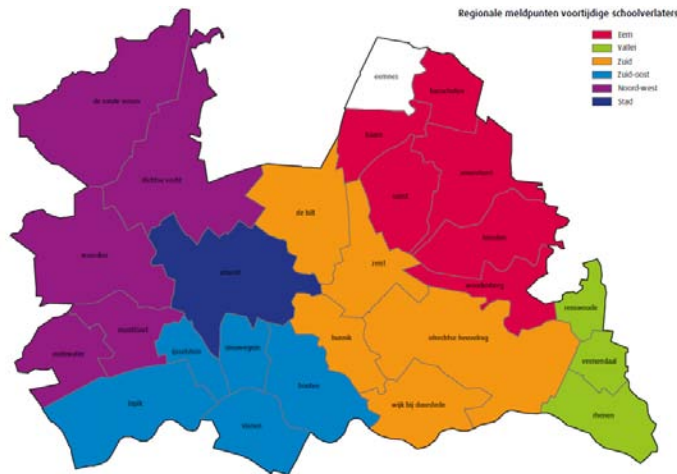 Regionale meldpunten voortijdige schoolverlaters
Eem
Vallei
Zuid
Zuid-oost
Noord-west
Stad
eemnes
bunschoten
de ronde venen
baarn
amersfoort
stichtse vecht
soest
de bilt
leusden
woerden
utrecht
zeist
woudenberg
renswoude
montfoort
oudewater
bunnik
utrechtse heuvelrug
ijsselstein
nieuwegein
veenendaal
houten
lopik
wijk bij duurstede
rhenen
vianen